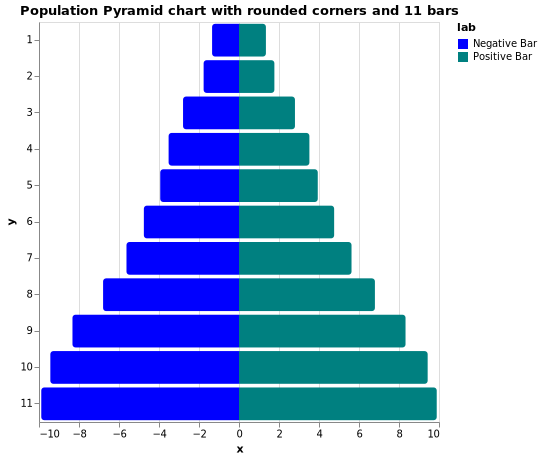 Population Pyramid chart with rounded corners and 11 bars
lab
Negative Bar
Positive Bar
y
1
2
3
4
5
6
7
8
9
10
11
−10 −8 −6 −4 −2 0 2 4 6 8 10
x